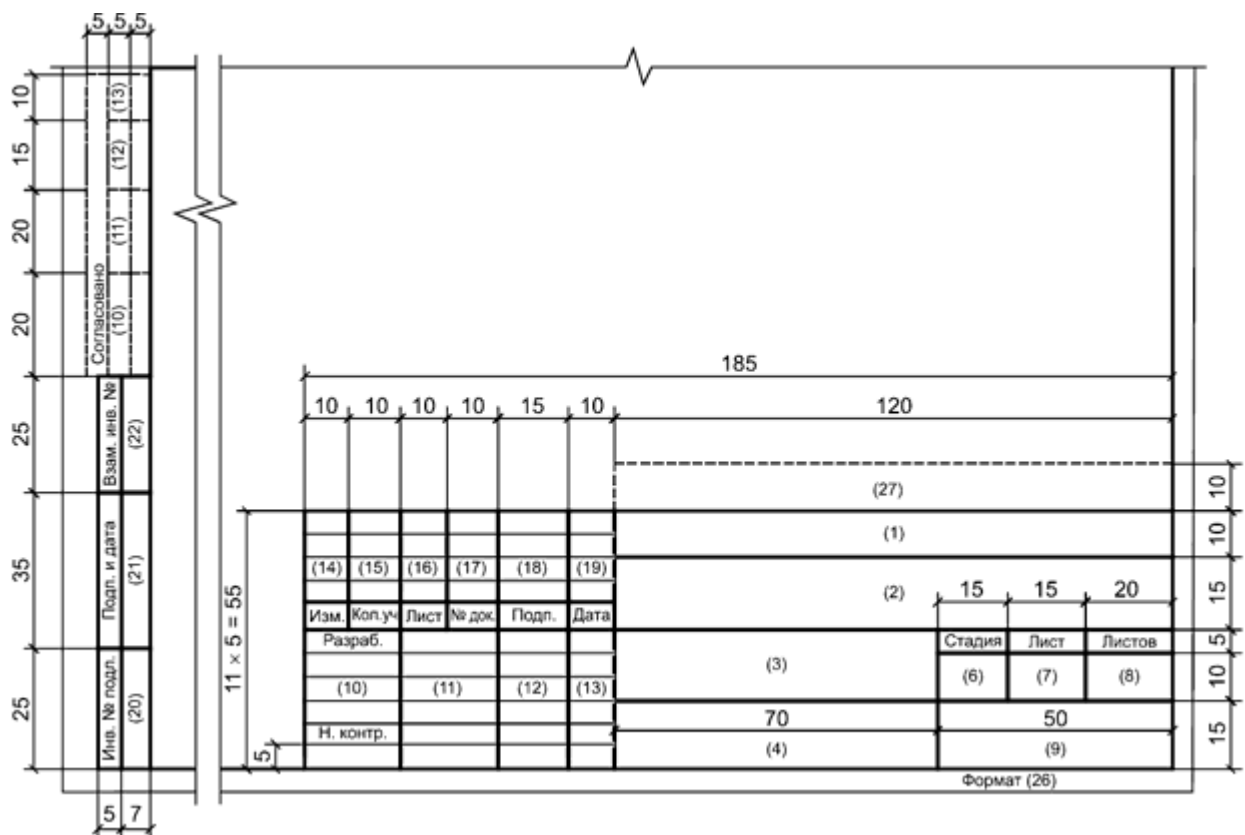 5 5 5
10
(13)
15
(12)
20
(11)
20
(10)
Согласовано
25
Взам. инв. №
(22)
35
Подп. и дата
(21)
25
Инв. № подл.
(20)
5 7
185
10 10 10 10 15 10 120
(27) 10
(1) 10
(14) (15) (16) (17) (18) (19)
(2) 15 15 20 15
Изм. Кол.уч Лист № док. Подп. Дата
Разраб. Стадия Лист Листов 5
(3) (6) (7) (8) 10
(10) (11) (12) (13)
70 50
Н. контр.
(4) (9) 15
5
11 × 5 = 55
Формат (26)